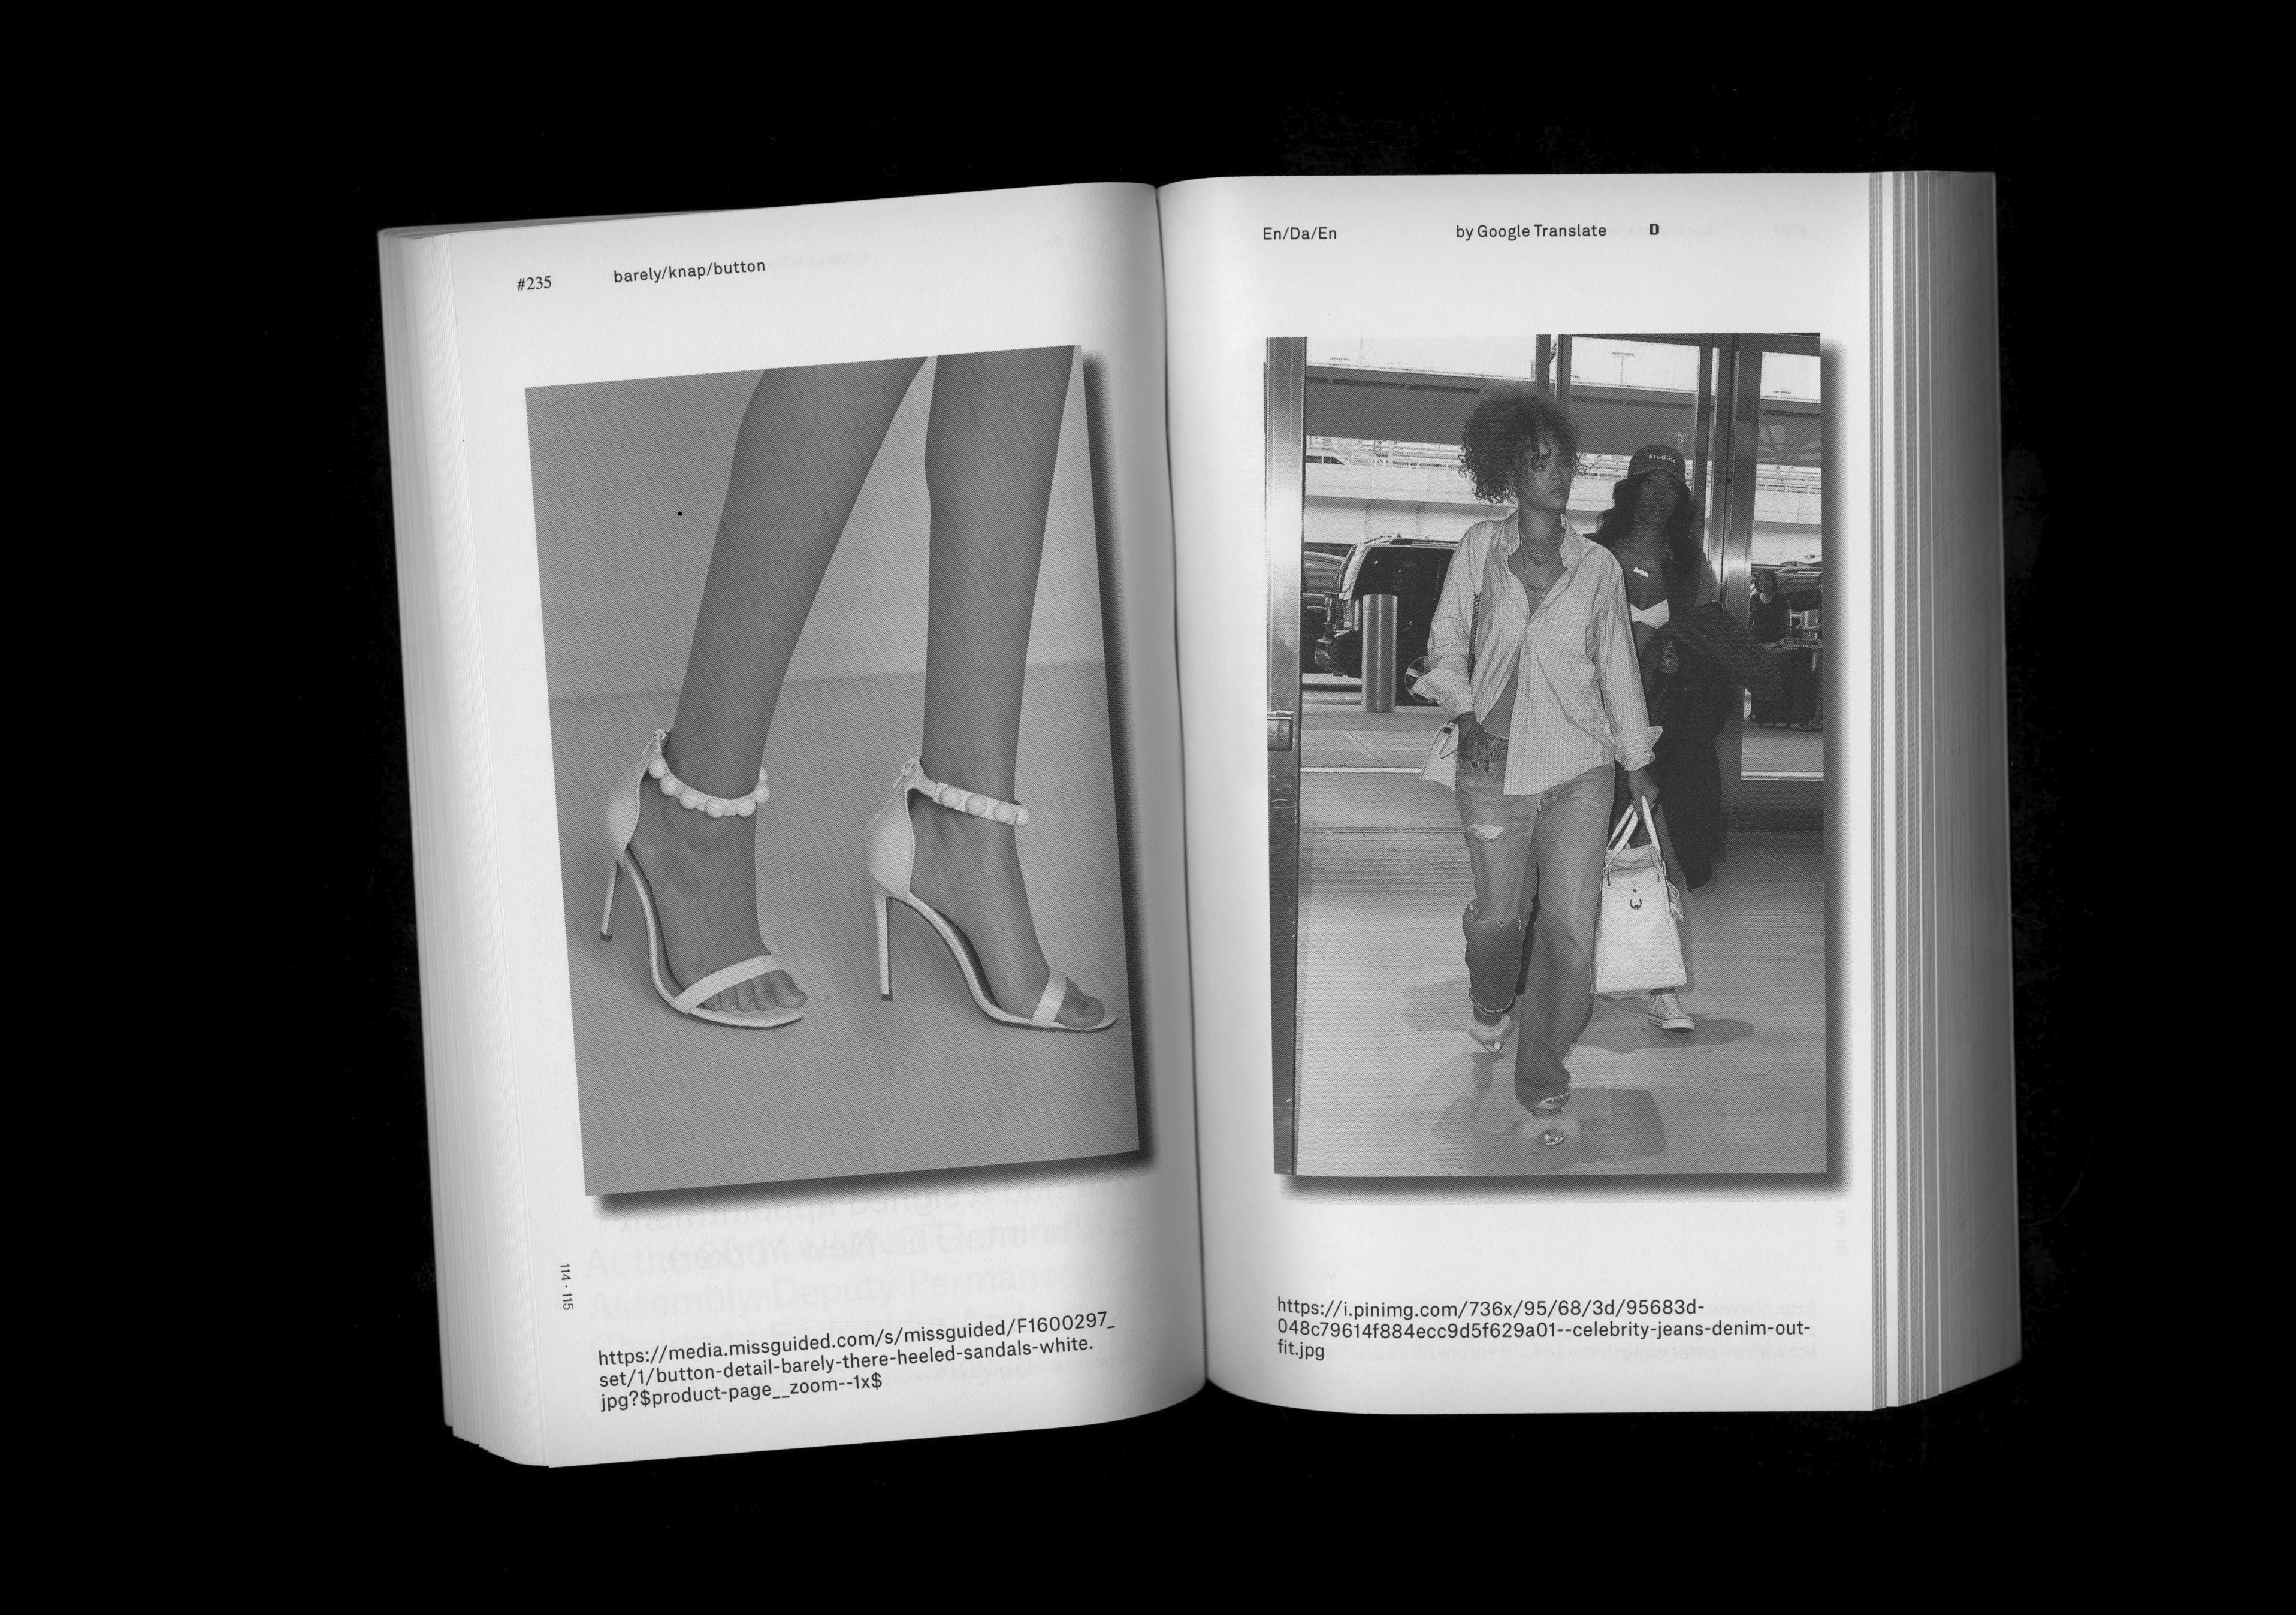 #235 barely/knap/button
En/Da/En by Google Translate D
Studios
114 · 115
https://media.missguided.com/s/missguided/F1600297_
set/1/button-detail-barely-there-heeled-sandals-white.
jpg?$product-page__zoom--1x$
https://i.pinimg.com/736x/95/68/3d/95683d-
048c79614f884ecc9d5f629a01--celebrity-jeans-denim-out-
fit.jpg